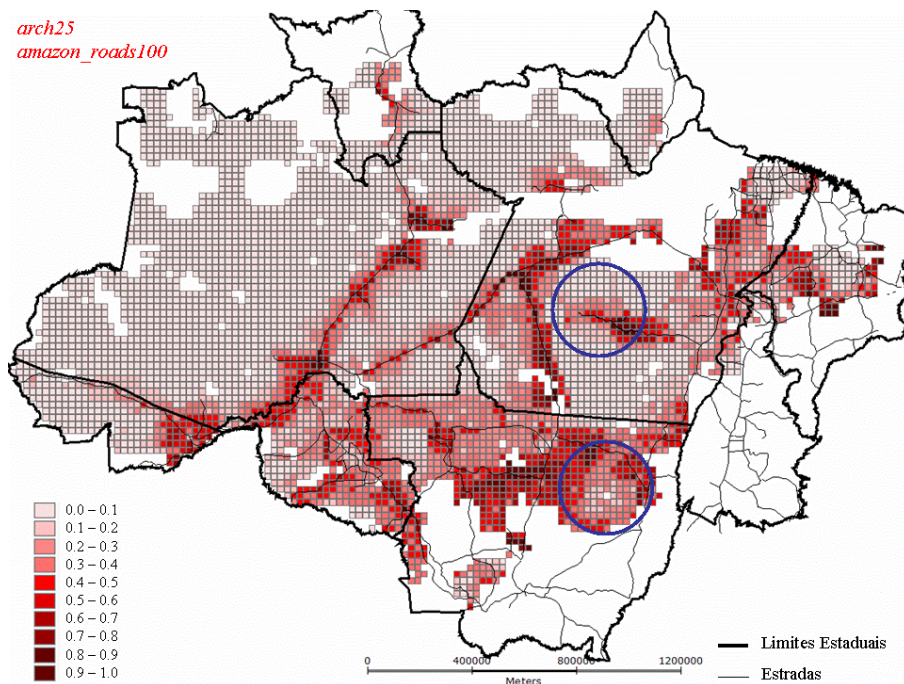 arch25
amazon_roads100
0.0 – 0.1
0.1 – 0.2
0.2 – 0.3
0.3 – 0.4
0.4 – 0.5
0.5 – 0.6
0.6 – 0.7
0.7 – 0.8
0.8 – 0.9
0.9 – 1.0
Limites Estaduais
Estradas
0 400000 800000 1200000
Meters